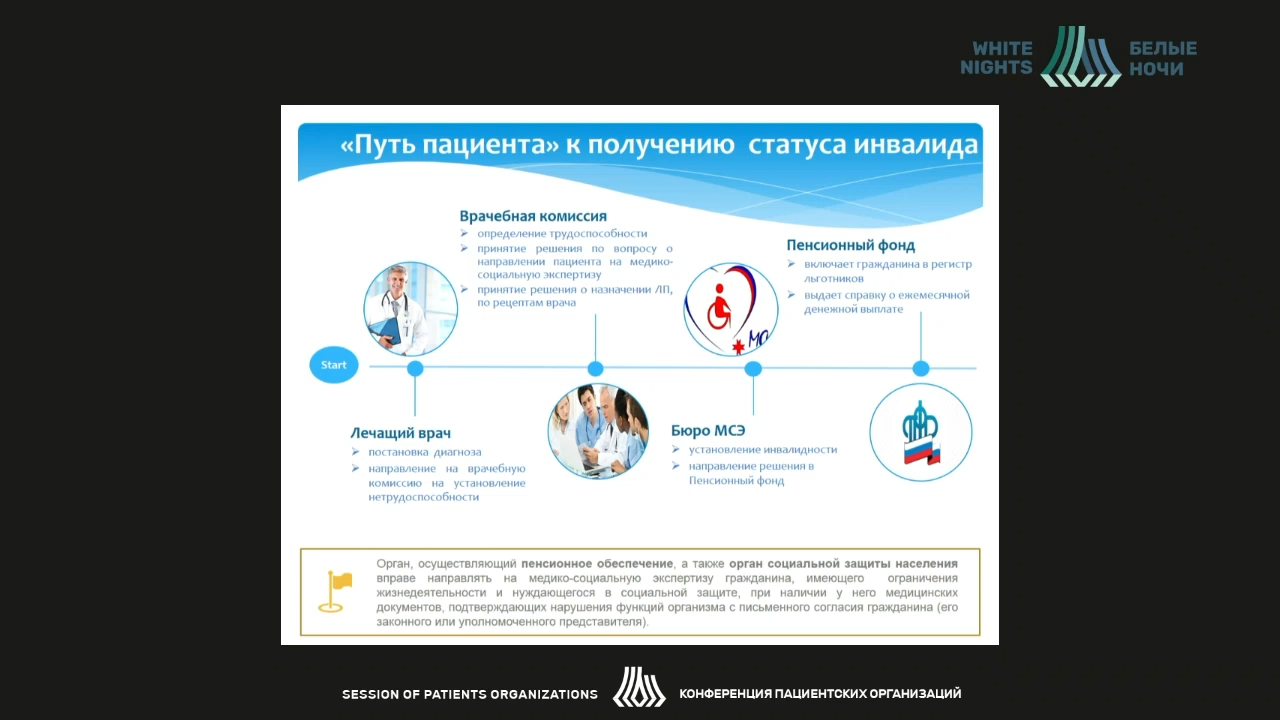 WHITE NIGHTS
БЕЛЫЕ НОЧИ
«Путь пациента» к получению статуса инвалида
Врачебная комиссия
определение трудоспособности
принятие решения по вопросу о
направлении пациента на медико-
социальную экспертизу
принятие решения о назначении ЛП,
по рецептам врача
Пенсионный фонд
включает гражданина в регистр
льготников
выдает справку о ежемесячной
денежной выплате
Start
Лечащий врач
постановка диагноза
направление на врачебную
комиссию на установление
нетрудоспособности
Бюро МСЭ
установление инвалидности
направление решения в
Пенсионный фонд
Орган, осуществляющий пенсионное обеспечение, а также орган социальной защиты населения
вправе направлять на медико-социальную экспертизу гражданина, имеющего ограничения
жизнедеятельности и нуждающегося в социальной защите, при наличии у него медицинских
документов, подтверждающих нарушения функций организма с письменного согласия гражданина (его
законного или уполномоченного представителя).
SESSION OF PATIENTS ORGANIZATIONS
КОНФЕРЕНЦИЯ ПАЦИЕНТСКИХ ОРГАНИЗАЦИЙ